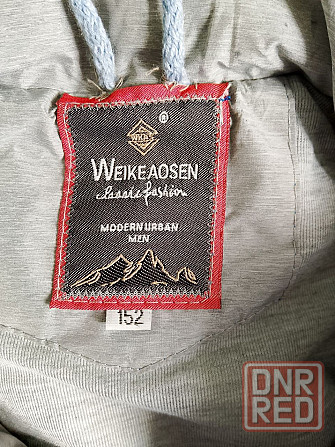 WEIKEAOSEN
Classic fashion
MODERN URBAN
MEN
152
DNR
RED